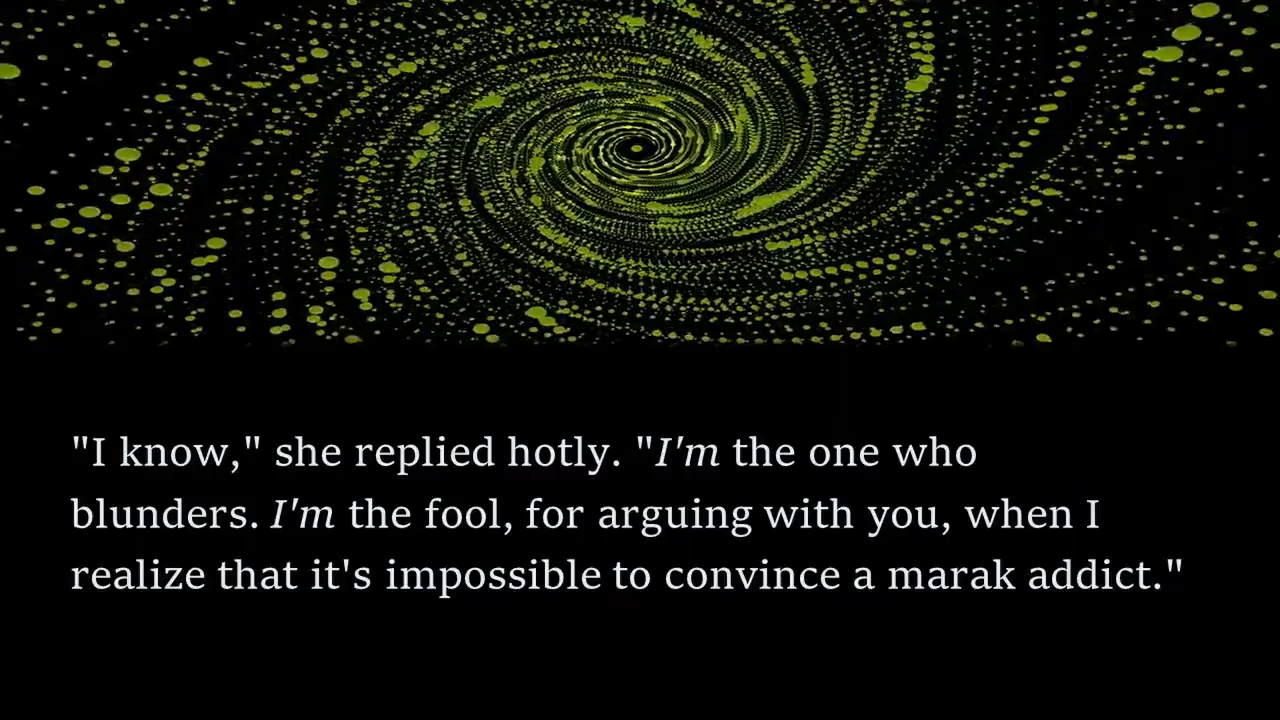 "I know," she replied hotly. "I'm the one who
blunders. I'm the fool, for arguing with you, when I
realize that it's impossible to convince a marak addict."